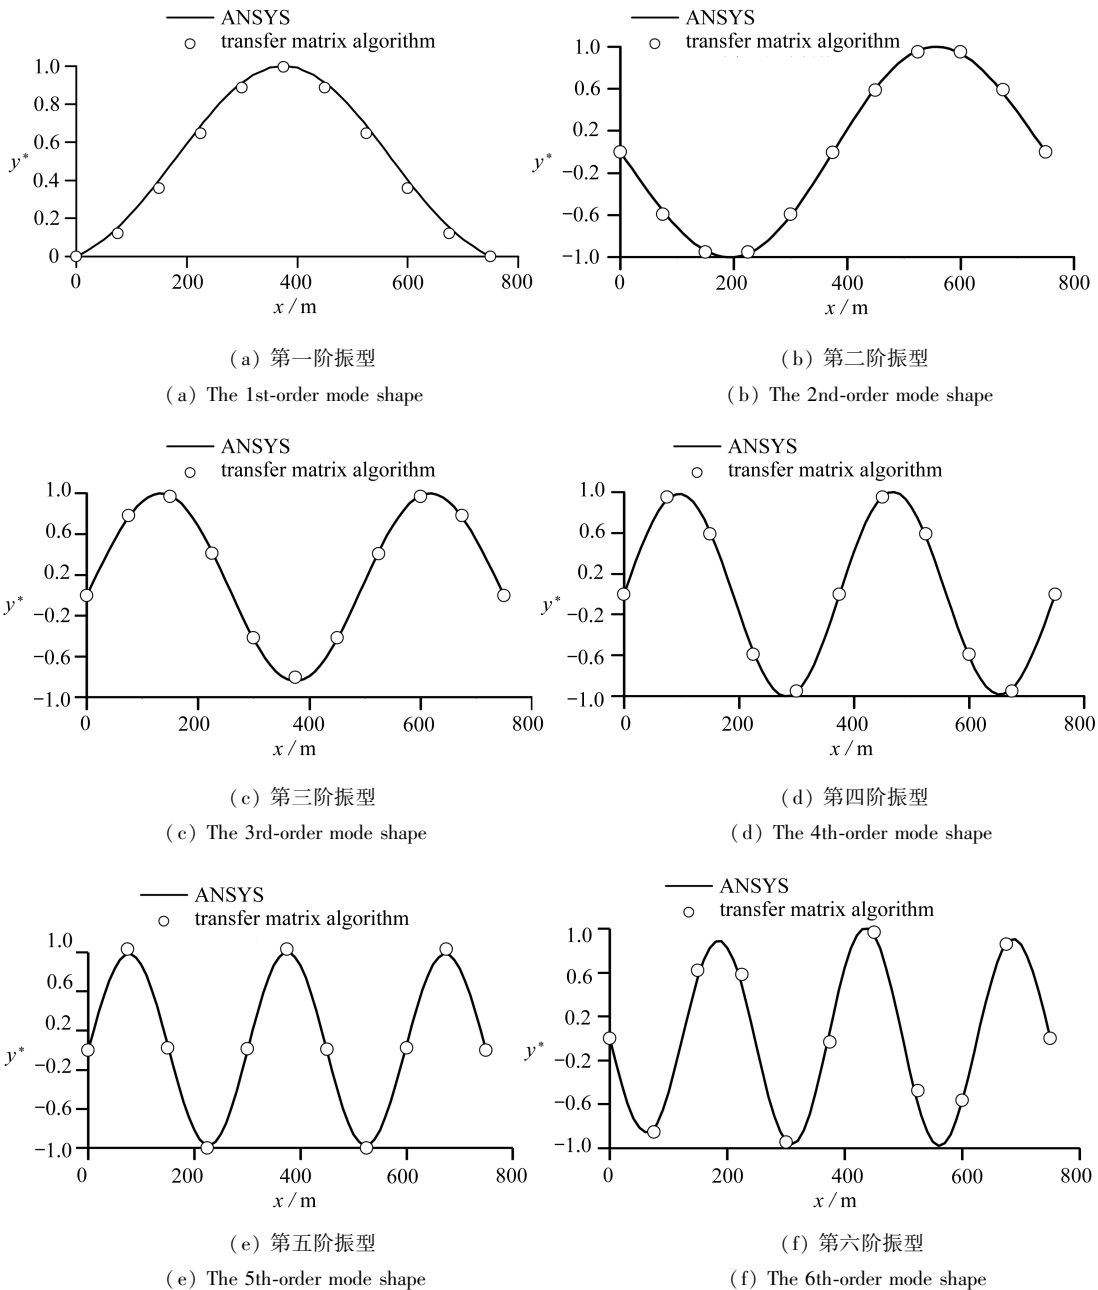 ANSYS
transfer matrix algorithm
1.0
0.8
0.6
y*
0.4
0.2
0
0 200 400 600 800
x / m
(a) 第一阶振型
(a) The 1st-order mode shape
ANSYS
transfer matrix algorithm
1.0
0.6
0.2
y*
−0.2
−0.6
−1.0
0 200 400 600 800
x / m
(b) 第二阶振型
(b) The 2nd-order mode shape
ANSYS
transfer matrix algorithm
1.0
0.6
0.2
y*
−0.2
−0.6
−1.0
0 200 400 600 800
x / m
(c) 第三阶振型
(c) The 3rd-order mode shape
ANSYS
transfer matrix algorithm
1.0
0.6
0.2
y*
−0.2
−0.6
−1.0
0 200 400 600 800
x / m
(d) 第四阶振型
(d) The 4th-order mode shape
ANSYS
transfer matrix algorithm
1.0
0.6
0.2
y*
−0.2
−0.6
−1.0
0 200 400 600 800
x / m
(e) 第五阶振型
(e) The 5th-order mode shape
ANSYS
transfer matrix algorithm
1.0
0.6
0.2
y*
−0.2
−0.6
−1.0
0 200 400 600 800
x / m
(f) 第六阶振型
(f) The 6th-order mode shape